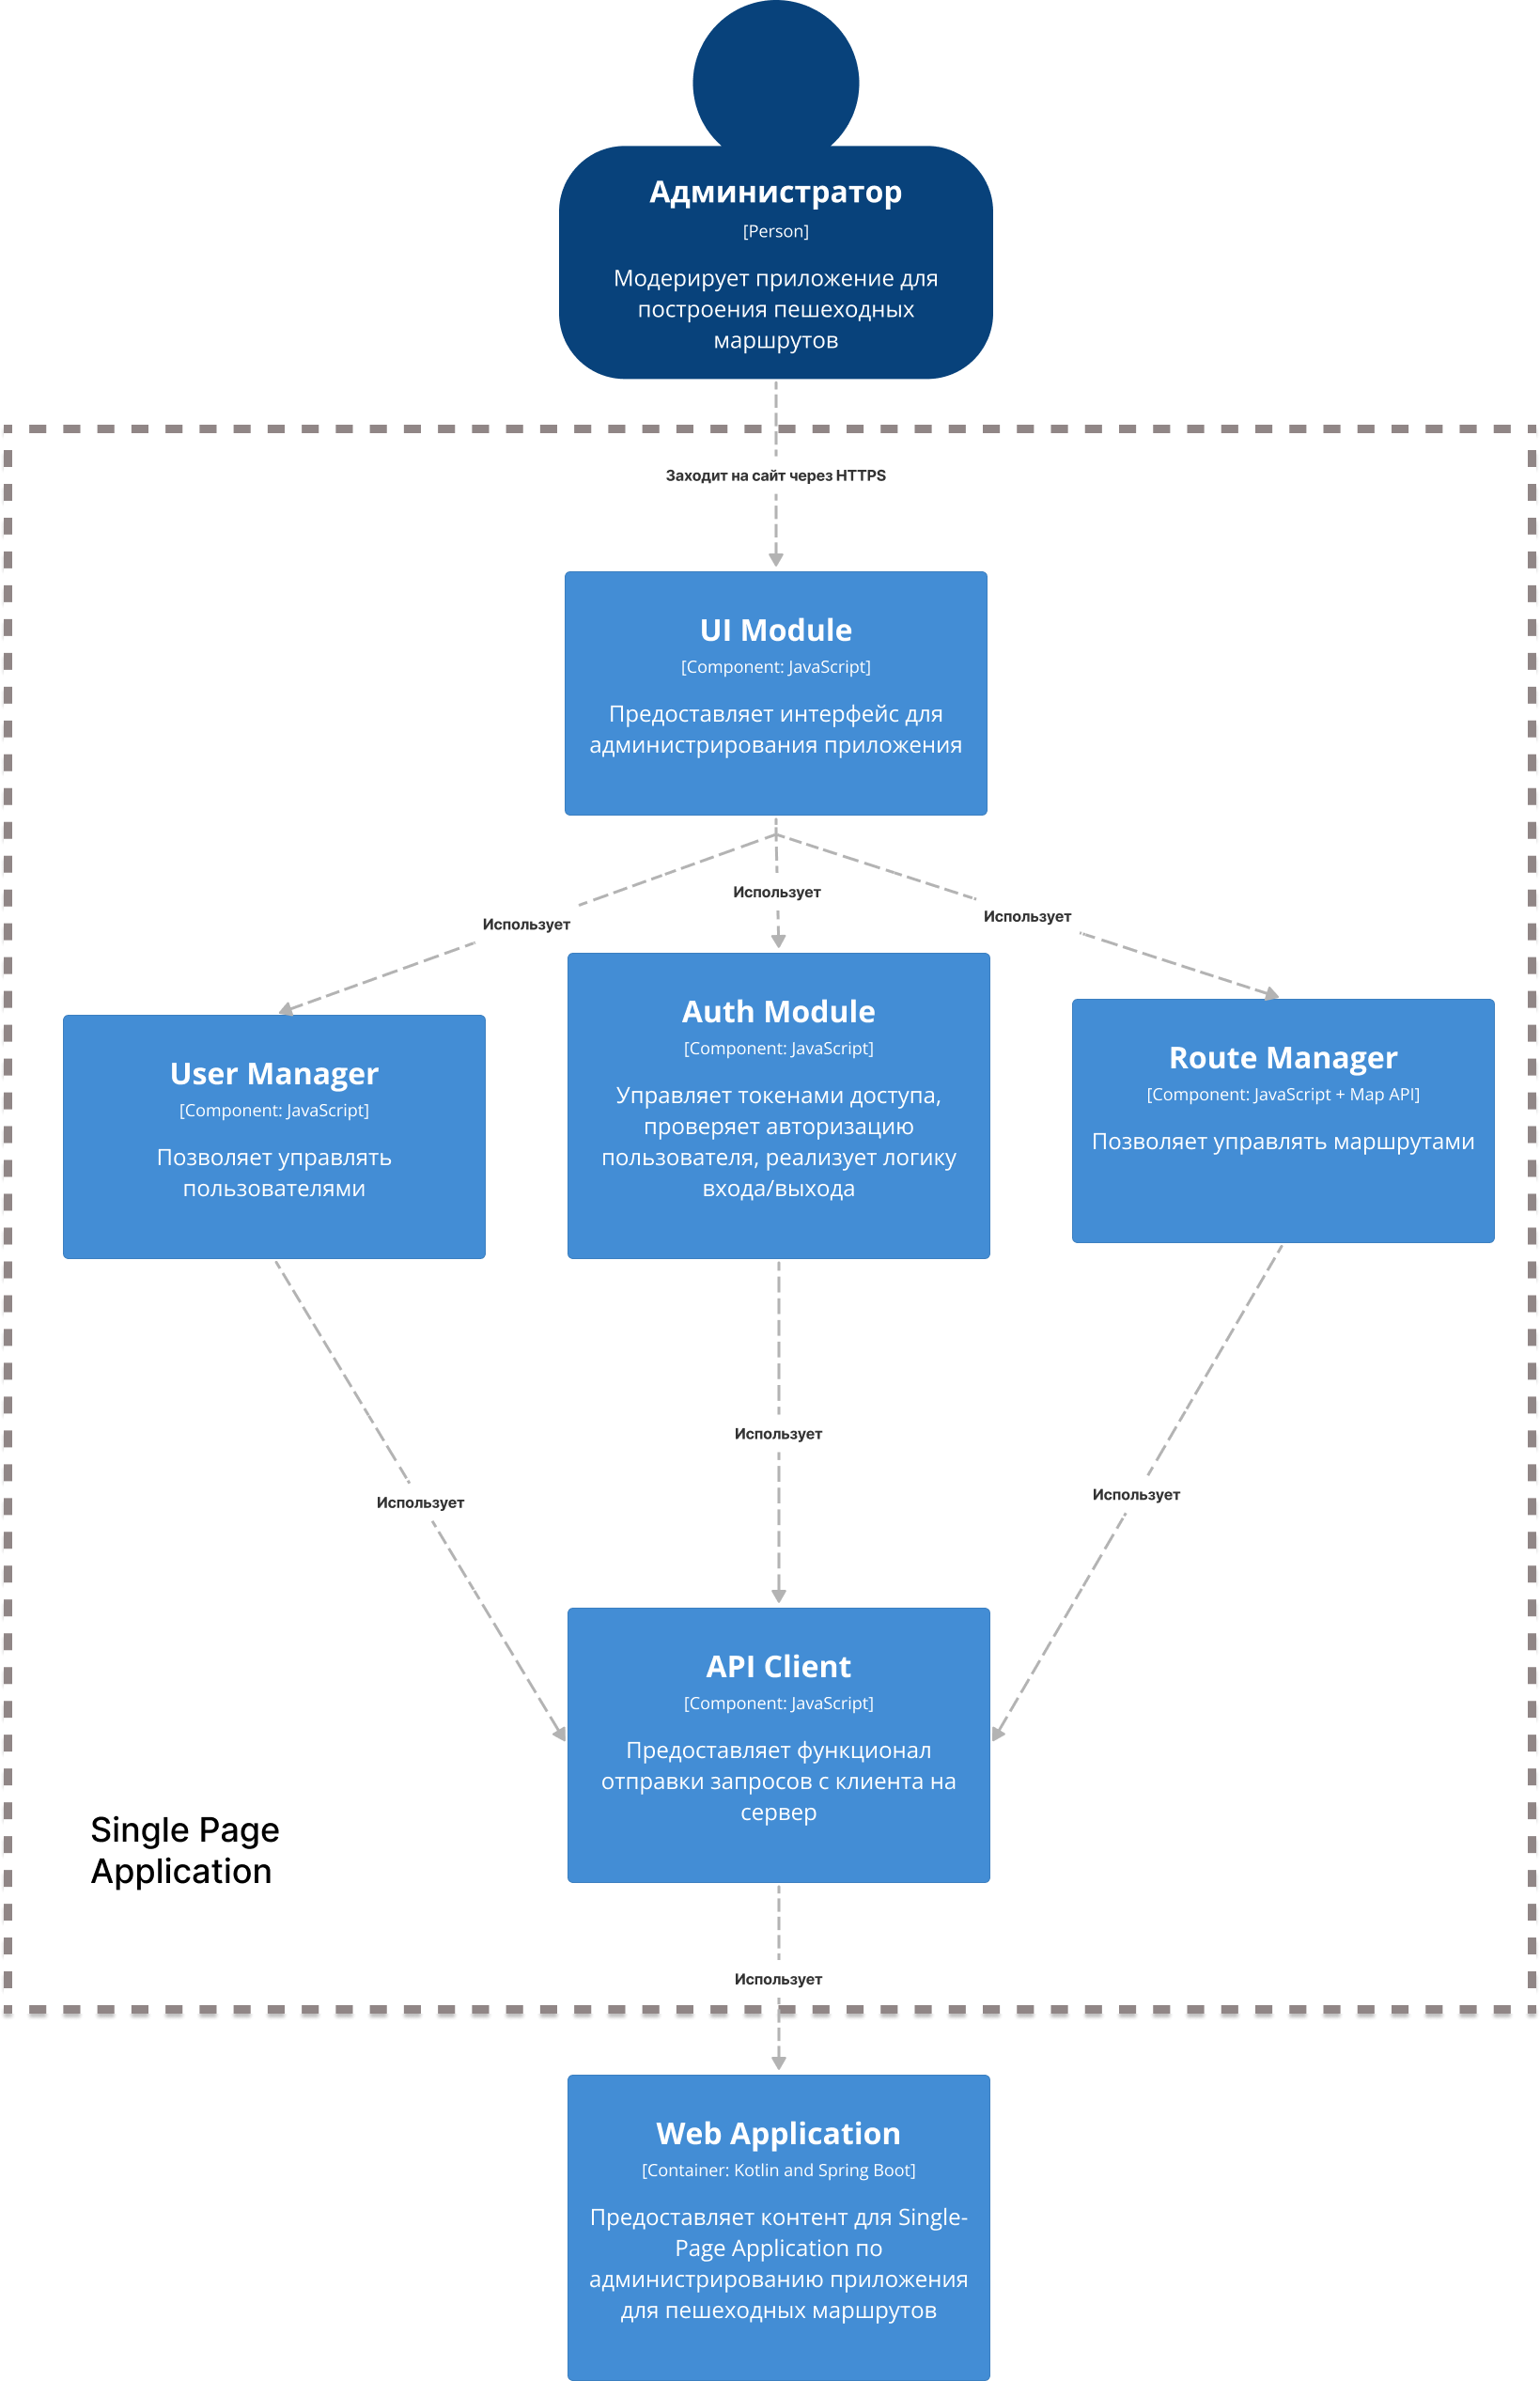 Администратор
[Person]
Модерирует приложение для
построения пешеходных
маршрутов
Заходит на сайт через HTTPS
UI Module
[Component: JavaScript]
Предоставляет интерфейс для
администрирования приложения
Использует
Использует
Использует
User Manager
[Component: JavaScript]
Позволяет управлять
пользователями
Auth Module
[Component: JavaScript]
Управляет токенами доступа,
проверяет авторизацию
пользователя, реализует логику
входа/выхода
Route Manager
[Component: JavaScript + Map API]
Позволяет управлять маршрутами
Использует
Использует
Использует
API Client
[Component: JavaScript]
Предоставляет функционал
отправки запросов с клиента на
сервер
Single Page
Application
Использует
Web Application
[Container: Kotlin and Spring Boot]
Предоставляет контент для Single-
Page Application по
администрированию приложения
для пешеходных маршрутов